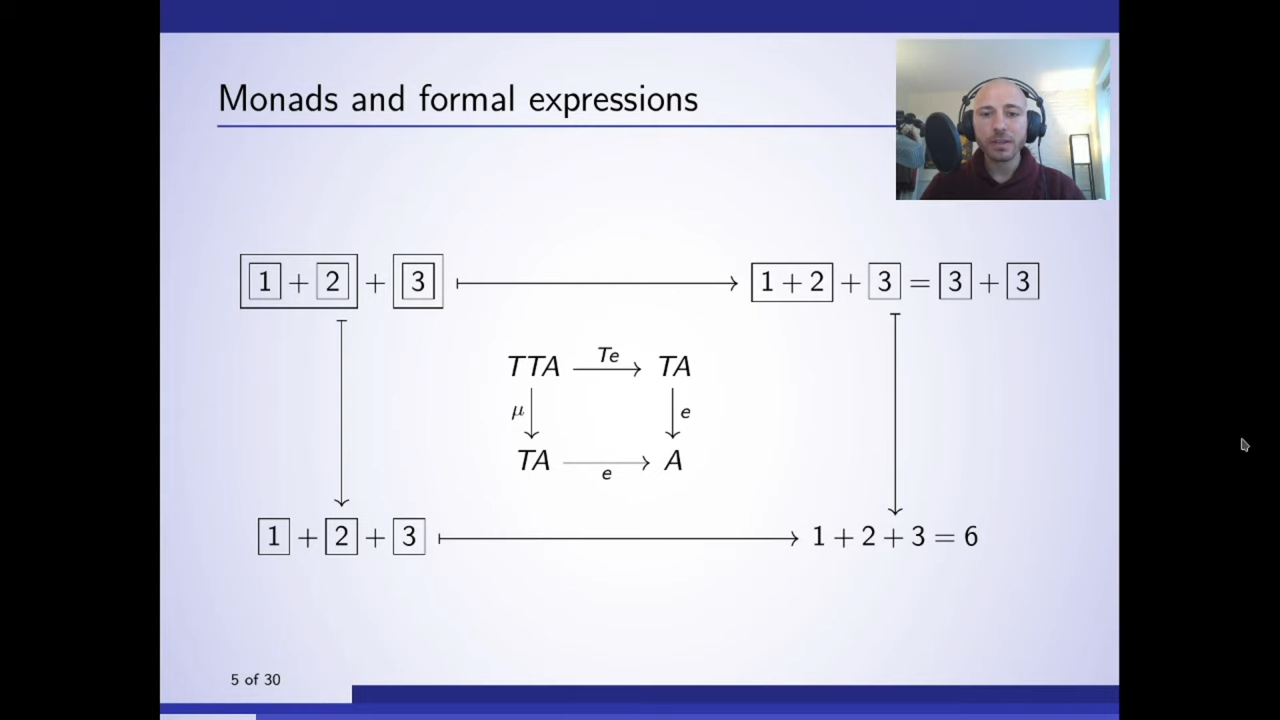 Monads and formal expressions
1 + 2 + 3
1 + 2 + 3 = 3 + 3
TTA Te TA
μ e
TA e A
1 + 2 + 3
1 + 2 + 3 = 6
5 of 30